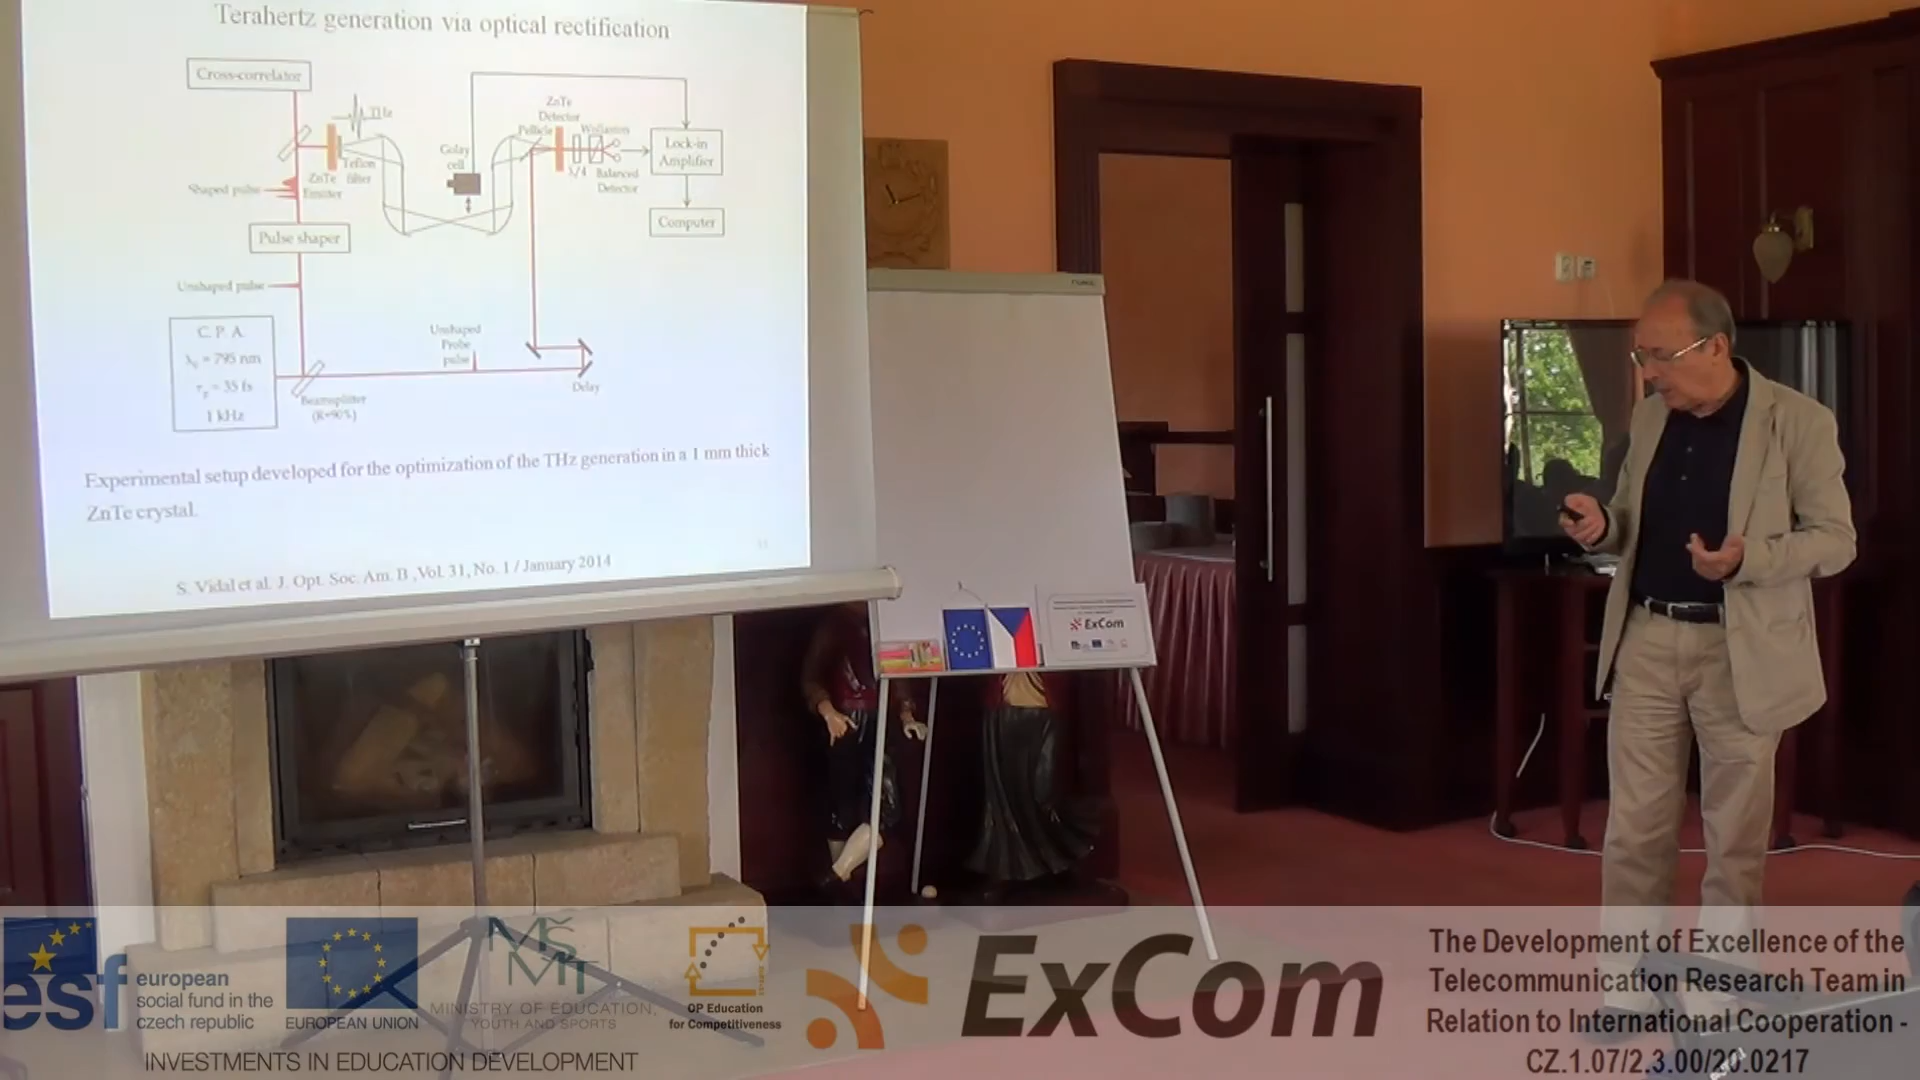 Terahertz generation via optical rectification
Cross-correlator
THz
ZnTe
Detector
Pellicle
Wollaston
Golay
cell
Lock-in
Amplifier
Teflon
filter
ZnTe
Emitter
λ/4
Balanced
Detector
Shaped pulse
Computer
Pulse shaper
Unshaped pulse
C. P. A.
= 795 nm
= 35 fs
1 kHz
Unshaped
Probe
pulse
Delay
Beamsplitter
(R=90%)
Experimental setup developed for the optimization of the THz generation in a 1 mm thick
ZnTe crystal.
S. Vidal et al. J. Opt. Soc. Am. B ,Vol. 31, No. 1 / January 2014
ExCom
esf
european
social fund in the
czech republic
EUROPEAN UNION
MŠ
MT
MINISTRY OF EDUCATION,
YOUTH AND SPORTS
OP Education
for Competitiveness
INVESTMENTS IN EDUCATION DEVELOPMENT
ExCom
The Development of Excellence of the
Telecommunication Research Team in
Relation to International Cooperation -
CZ.1.07/2.3.00/20.0217